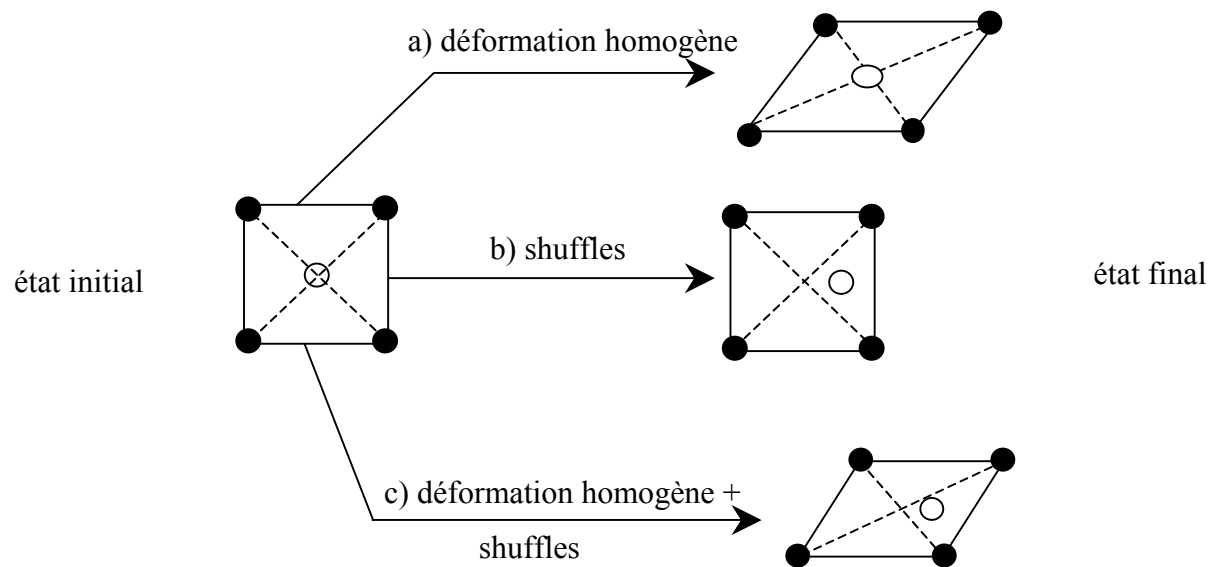 a) déformation homogène
état initial
b) shuffles
état final
c) déformation homogène +
shuffles